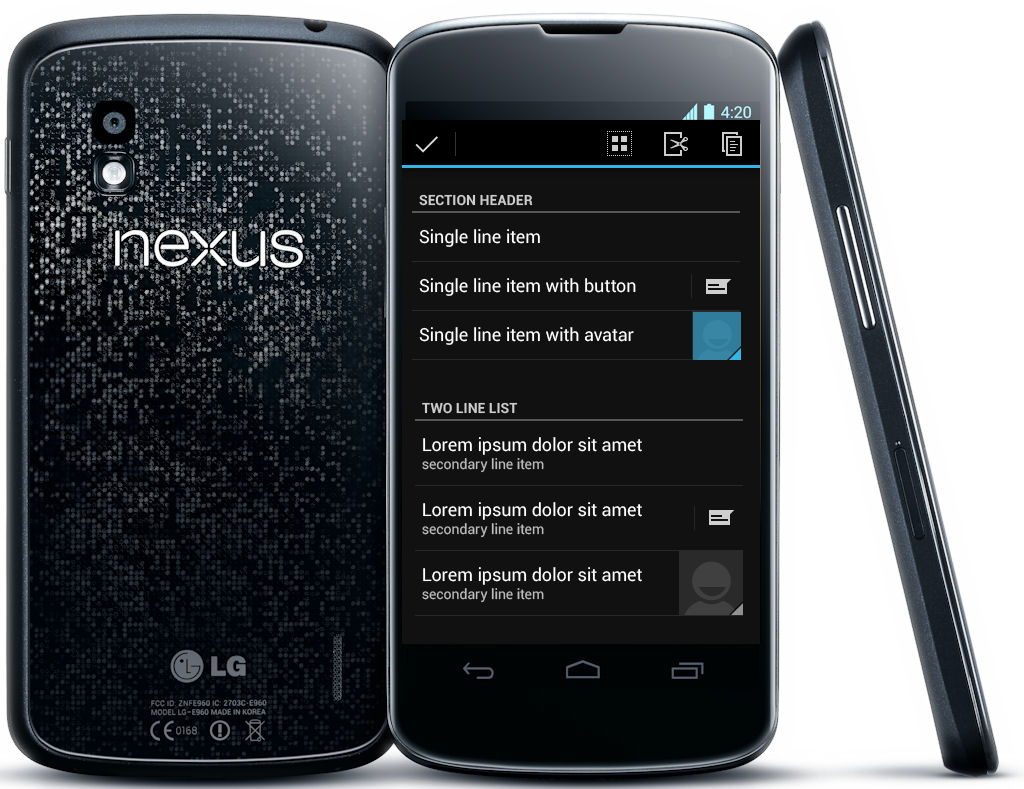 nexus
LG
FCC ID: ZNFE960 IC: 2703C-E960
MODEL LG-E960 MADE IN KOREA
CE 0168
4:20
SECTION HEADER
Single line item
Single line item with button
Single line item with avatar
TWO LINE LIST
Lorem ipsum dolor sit amet
secondary line item
Lorem ipsum dolor sit amet
secondary line item
Lorem ipsum dolor sit amet
secondary line item